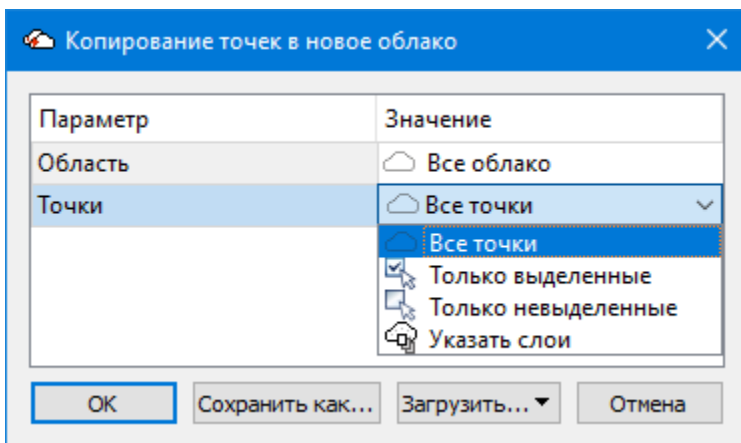 Копирование точек в новое облако
Параметр Значение
Область Все облако
Точки Все точки
Все точки
Только выделенные
Только невыделенные
Указать слои
OK Сохранить как... Загрузить... Отмена